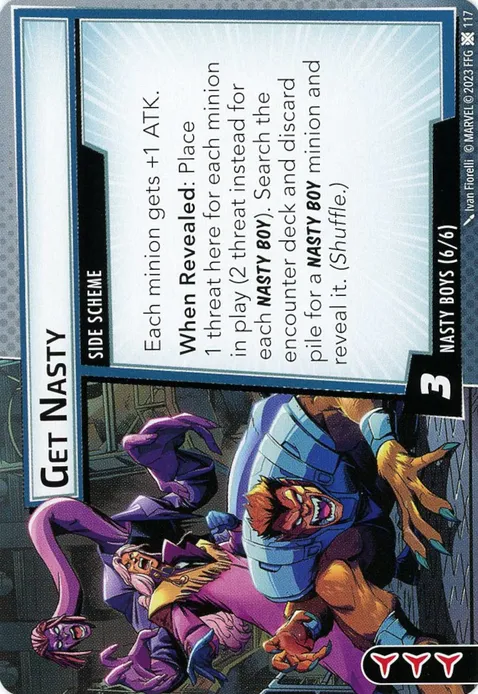 GET NASTY
SIDE SCHEME
Each minion gets +1 ATK.
When Revealed: Place
1 threat here for each minion
in play (2 threat instead for
each NASTY BOY). Search the
encounter deck and discard
pile for a NASTY BOY minion and
reveal it. (Shuffle.)
3
NASTY BOYS (6/6)
Ivan Fiorelli © MARVEL © 2023 FFG 117